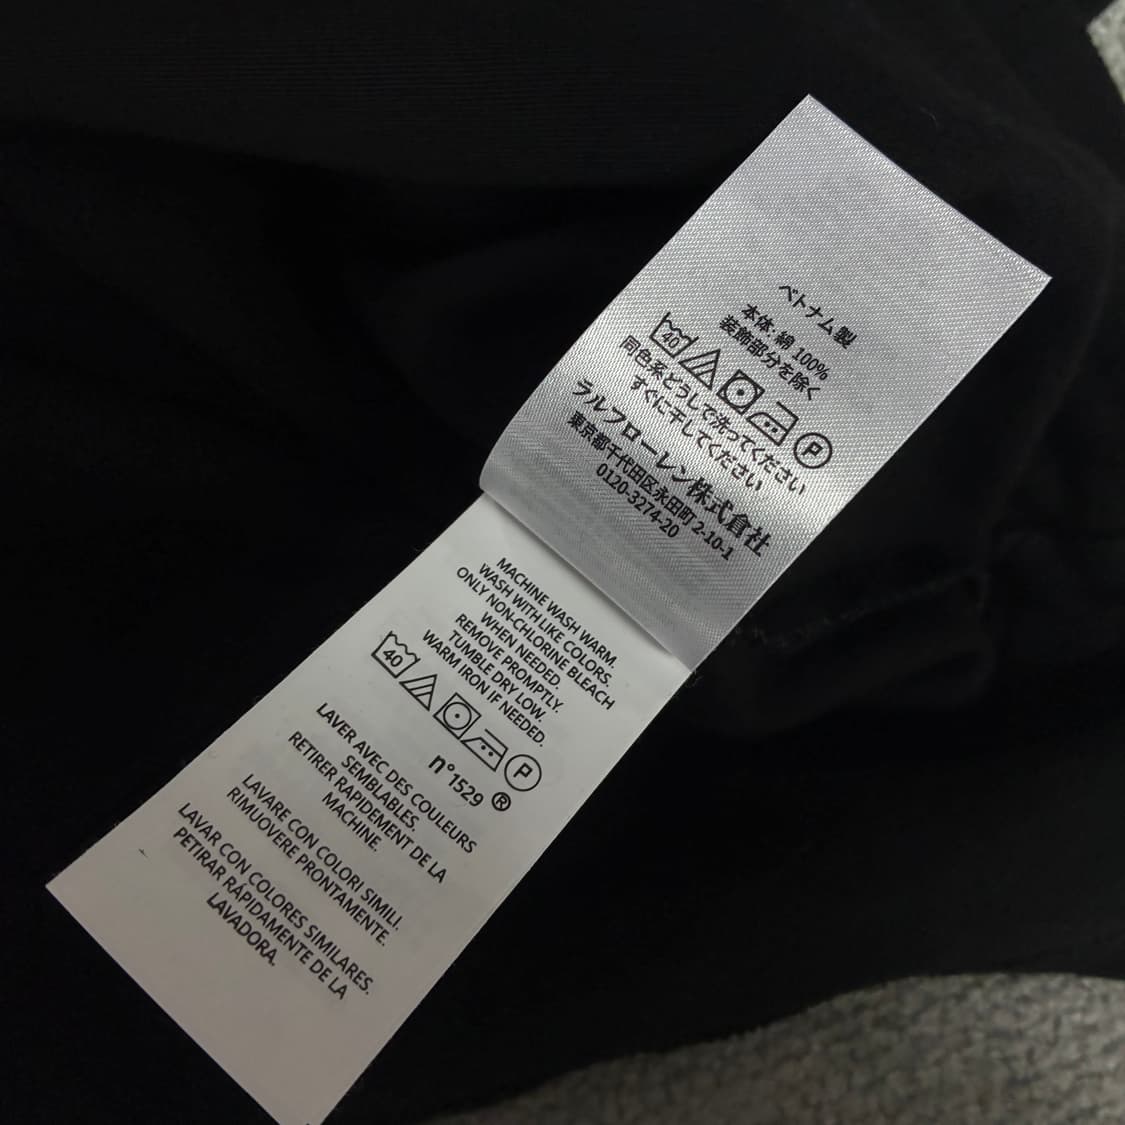 ベトナム製
本体・綿 100%
装飾部分を除く
40
P
同色系どうしで洗ってください
すぐに干してください
ラルフローレン株式倉社
東京都千代田区永田町 2-10-1
0120-3274-20
MACHINE WASH WARM.
WASH WITH LIKE COLORS.
ONLY NON-CHLORINE BLEACH
WHEN NEEDED.
REMOVE PROMPTLY.
TUMBLE DRY LOW.
WARM IRON IF NEEDED.
40
P
n°1529 ®
LAVER AVEC DES COULEURS
SEMBLABLES.
RETIRER RAPIDEMENT DE LA
MACHINE.
LAVARE CON COLORI SIMILI.
RIMUOVERE PRONTAMENTE.
LAVAR CON COLORES SIMILARES.
PETIRAR RÁPIDAMENTE DE LA
LAVADORA.